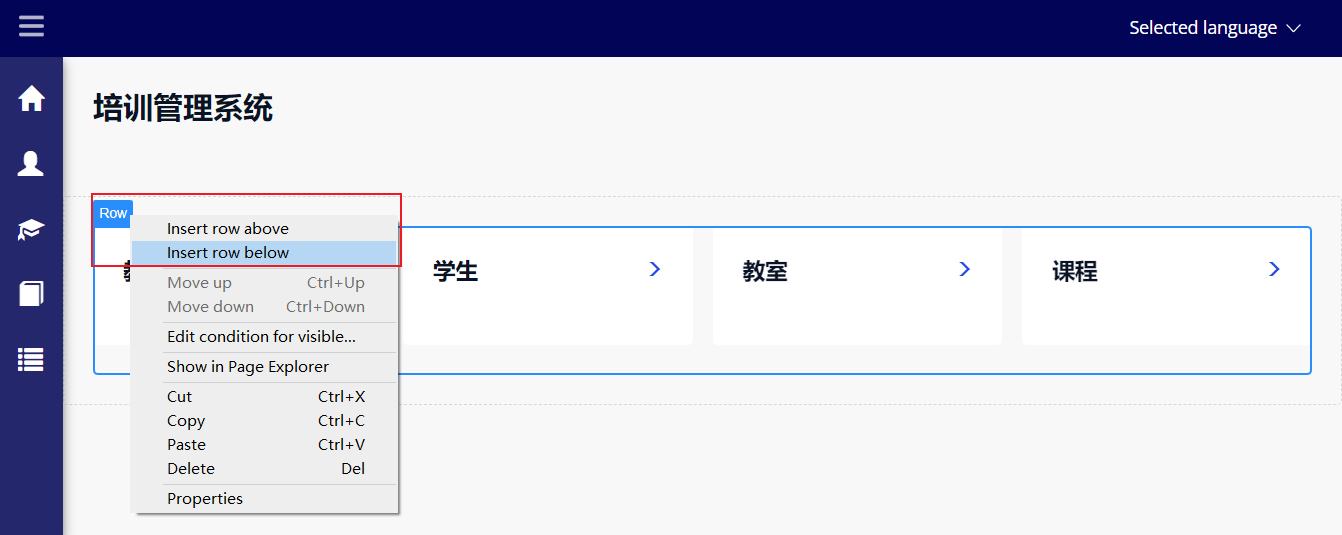 Selected language
培训管理系统
Row
Insert row above
Insert row below
学生
教室
课程
Move up Ctrl+Up
Move down Ctrl+Down
Edit condition for visible...
Show in Page Explorer
Cut Ctrl+X
Copy Ctrl+C
Paste Ctrl+V
Delete Del
Properties